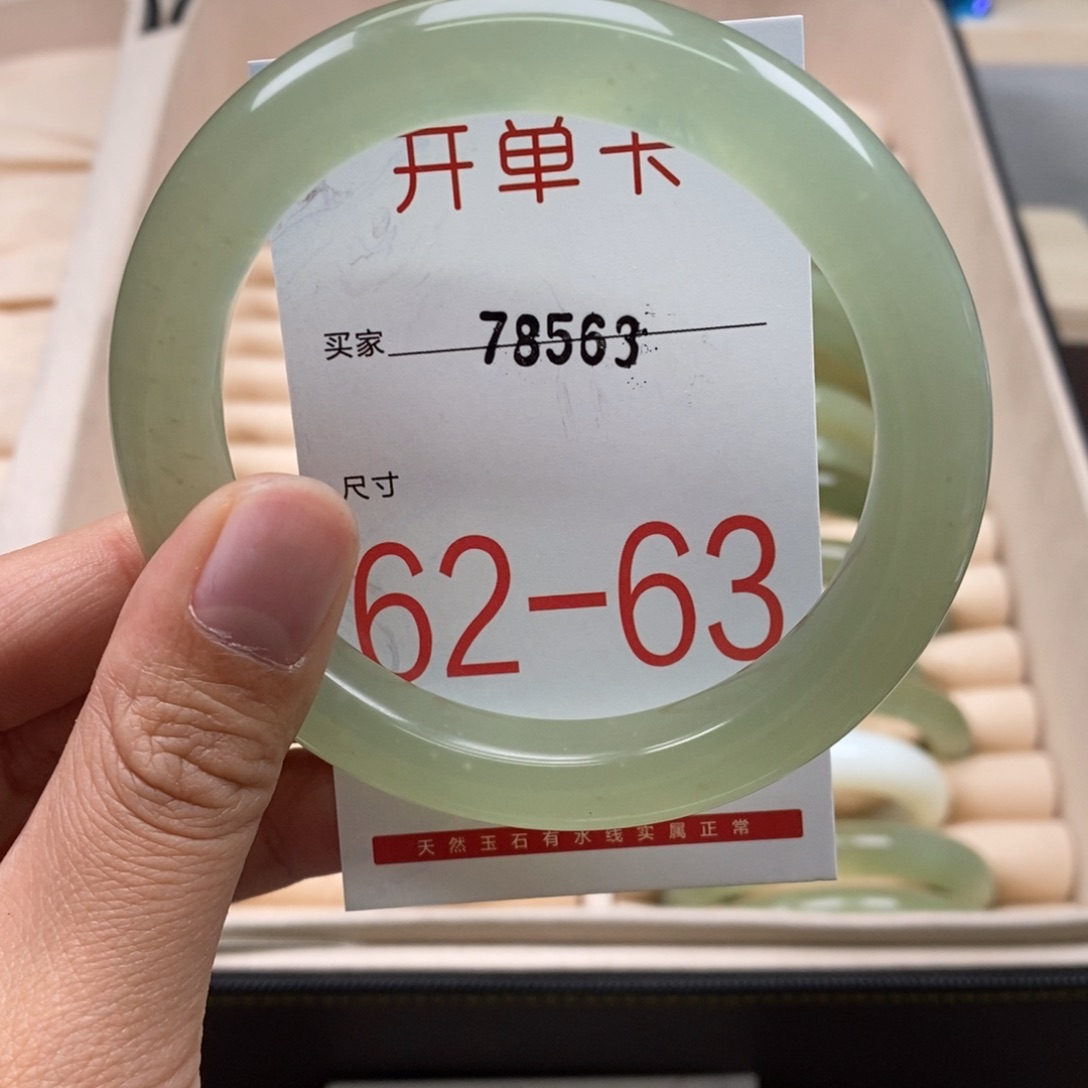 开单卡
买家 78563
尺寸
62-63
天然玉石有水线实属正常